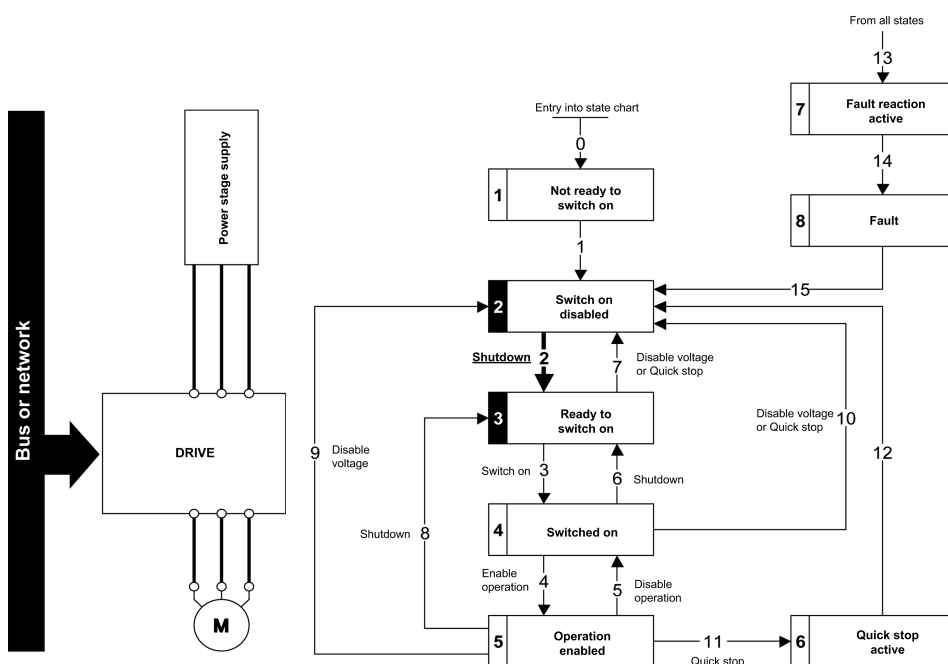 From all states
13
7
Fault reaction
active
14
8
Fault
15
Entry into state chart
0
1
Not ready to
switch on
1
2
Switch on
disabled
Shutdown
2
7
Disable voltage
or Quick stop
3
Ready to
switch on
Switch on
3
6
Shutdown
4
Switched on
Enable
operation
4
5
Disable
operation
5
Operation
enabled
11
Quick stop
6
Quick stop
active
Disable voltage
or Quick stop
10
12
9
Disable
voltage
Shutdown
8
Power stage supply
Bus or network
DRIVE
M